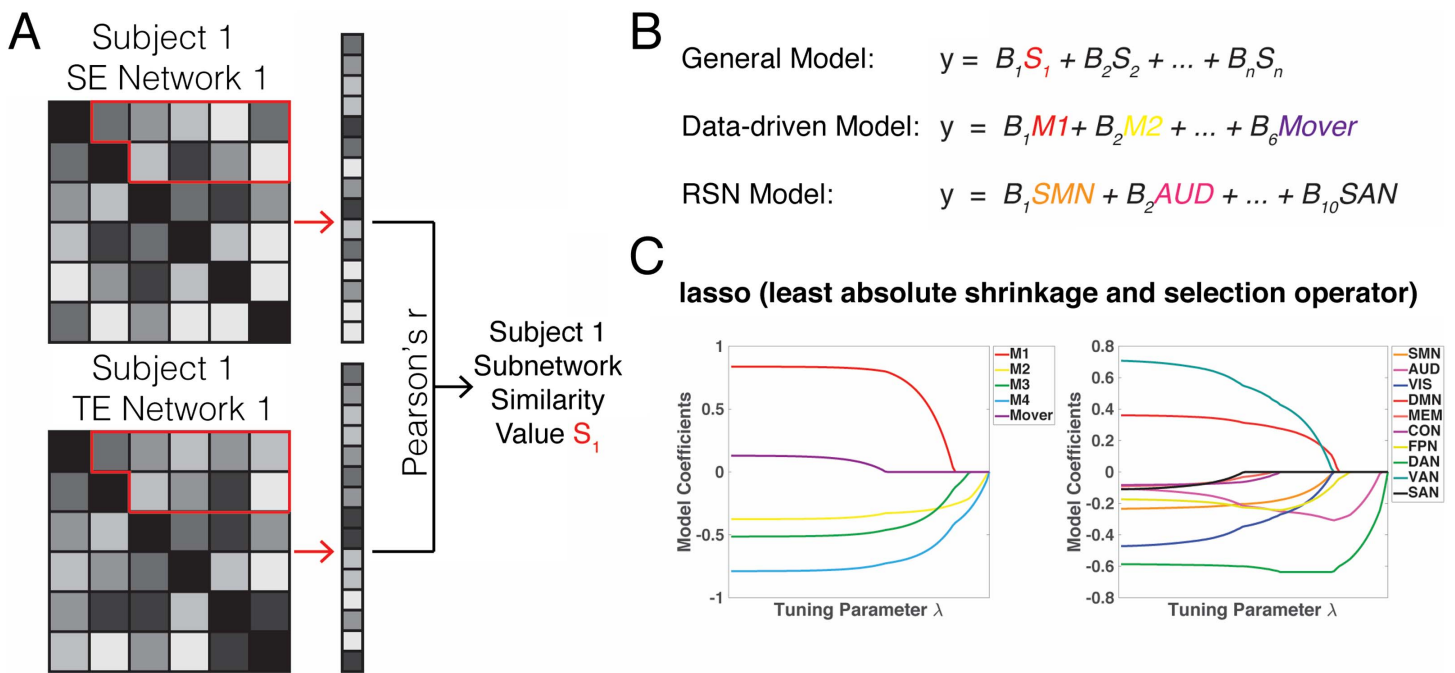 A
Subject 1
SE Network 1
Subject 1
TE Network 1
Pearson's r
Subject 1
Subnetwork
Similarity
Value S1
B
General Model: y = B1S1 + B2S2 + ... + BnSn
Data-driven Model: y = B1M1+ B2M2 + ... + B6Mover
RSN Model: y = B1SMN + B2AUD + ... + B10SAN
C
lasso (least absolute shrinkage and selection operator)
Model Coefficients
1
0.5
0
-0.5
-1
Tuning Parameter λ
M1
M2
M3
M4
Mover
Model Coefficients
0.8
0.6
0.4
0.2
0
-0.2
-0.4
-0.6
-0.8
Tuning Parameter λ
SMN
AUD
VIS
DMN
MEM
CON
FPN
DAN
VAN
SAN